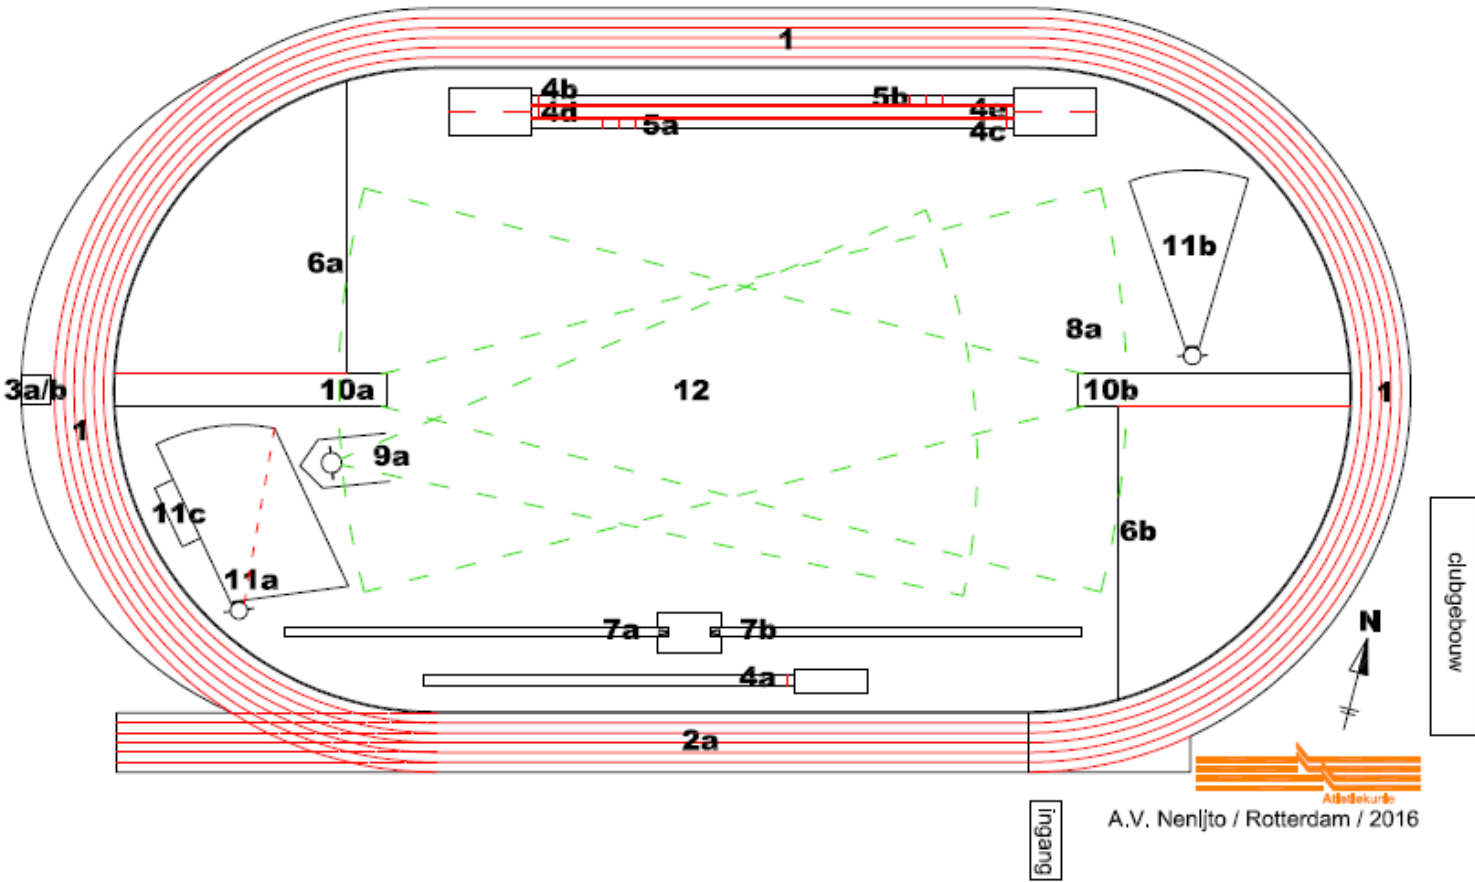 1
4b
5b
4d
4e
5a
4c
6a
11b
8a
3a/b
10a
12
10b
1
1
9a
11c
6b
11a
clubgebouw
7a
7b
N
4a
2a
Atletiekunie
ingang
A.V. Nenijto / Rotterdam / 2016